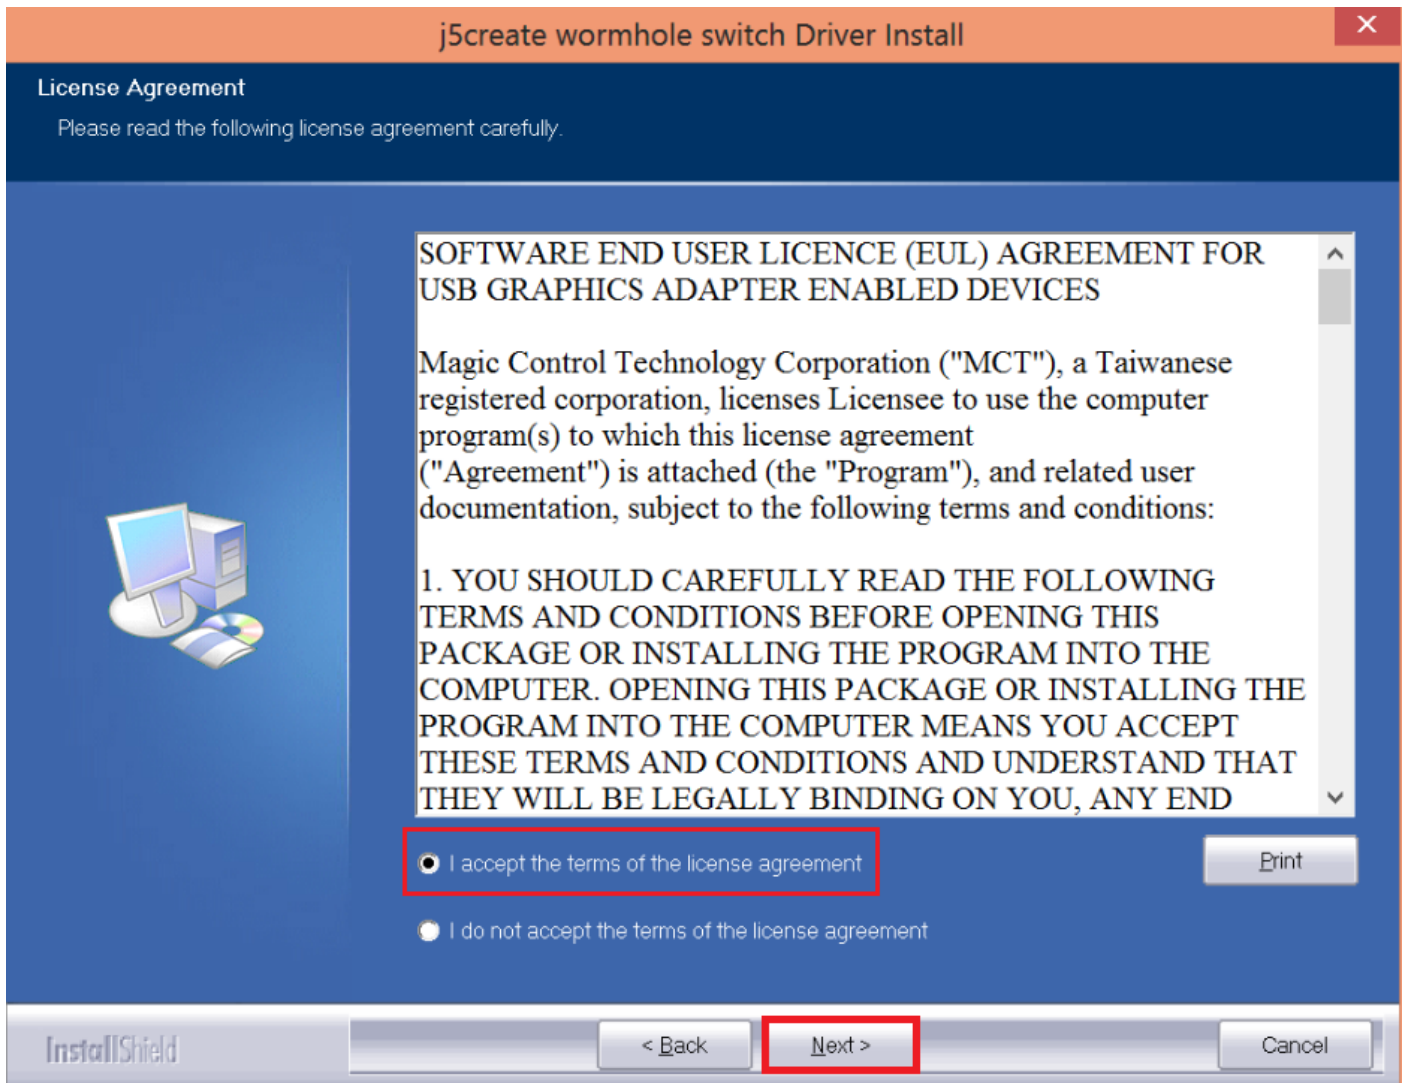 j5create wormhole switch Driver Install
License Agreement
Please read the following license agreement carefully.
SOFTWARE END USER LICENCE (EUL) AGREEMENT FOR
USB GRAPHICS ADAPTER ENABLED DEVICES
Magic Control Technology Corporation ("MCT"), a Taiwanese
registered corporation, licenses Licensee to use the computer
program(s) to which this license agreement
("Agreement") is attached (the "Program"), and related user
documentation, subject to the following terms and conditions:
1. YOU SHOULD CAREFULLY READ THE FOLLOWING
TERMS AND CONDITIONS BEFORE OPENING THIS
PACKAGE OR INSTALLING THE PROGRAM INTO THE
COMPUTER. OPENING THIS PACKAGE OR INSTALLING THE
PROGRAM INTO THE COMPUTER MEANS YOU ACCEPT
THESE TERMS AND CONDITIONS AND UNDERSTAND THAT
THEY WILL BE LEGALLY BINDING ON YOU, ANY END
I accept the terms of the license agreement
Print
I do not accept the terms of the license agreement
InstallShield
< Back
Next >
Cancel